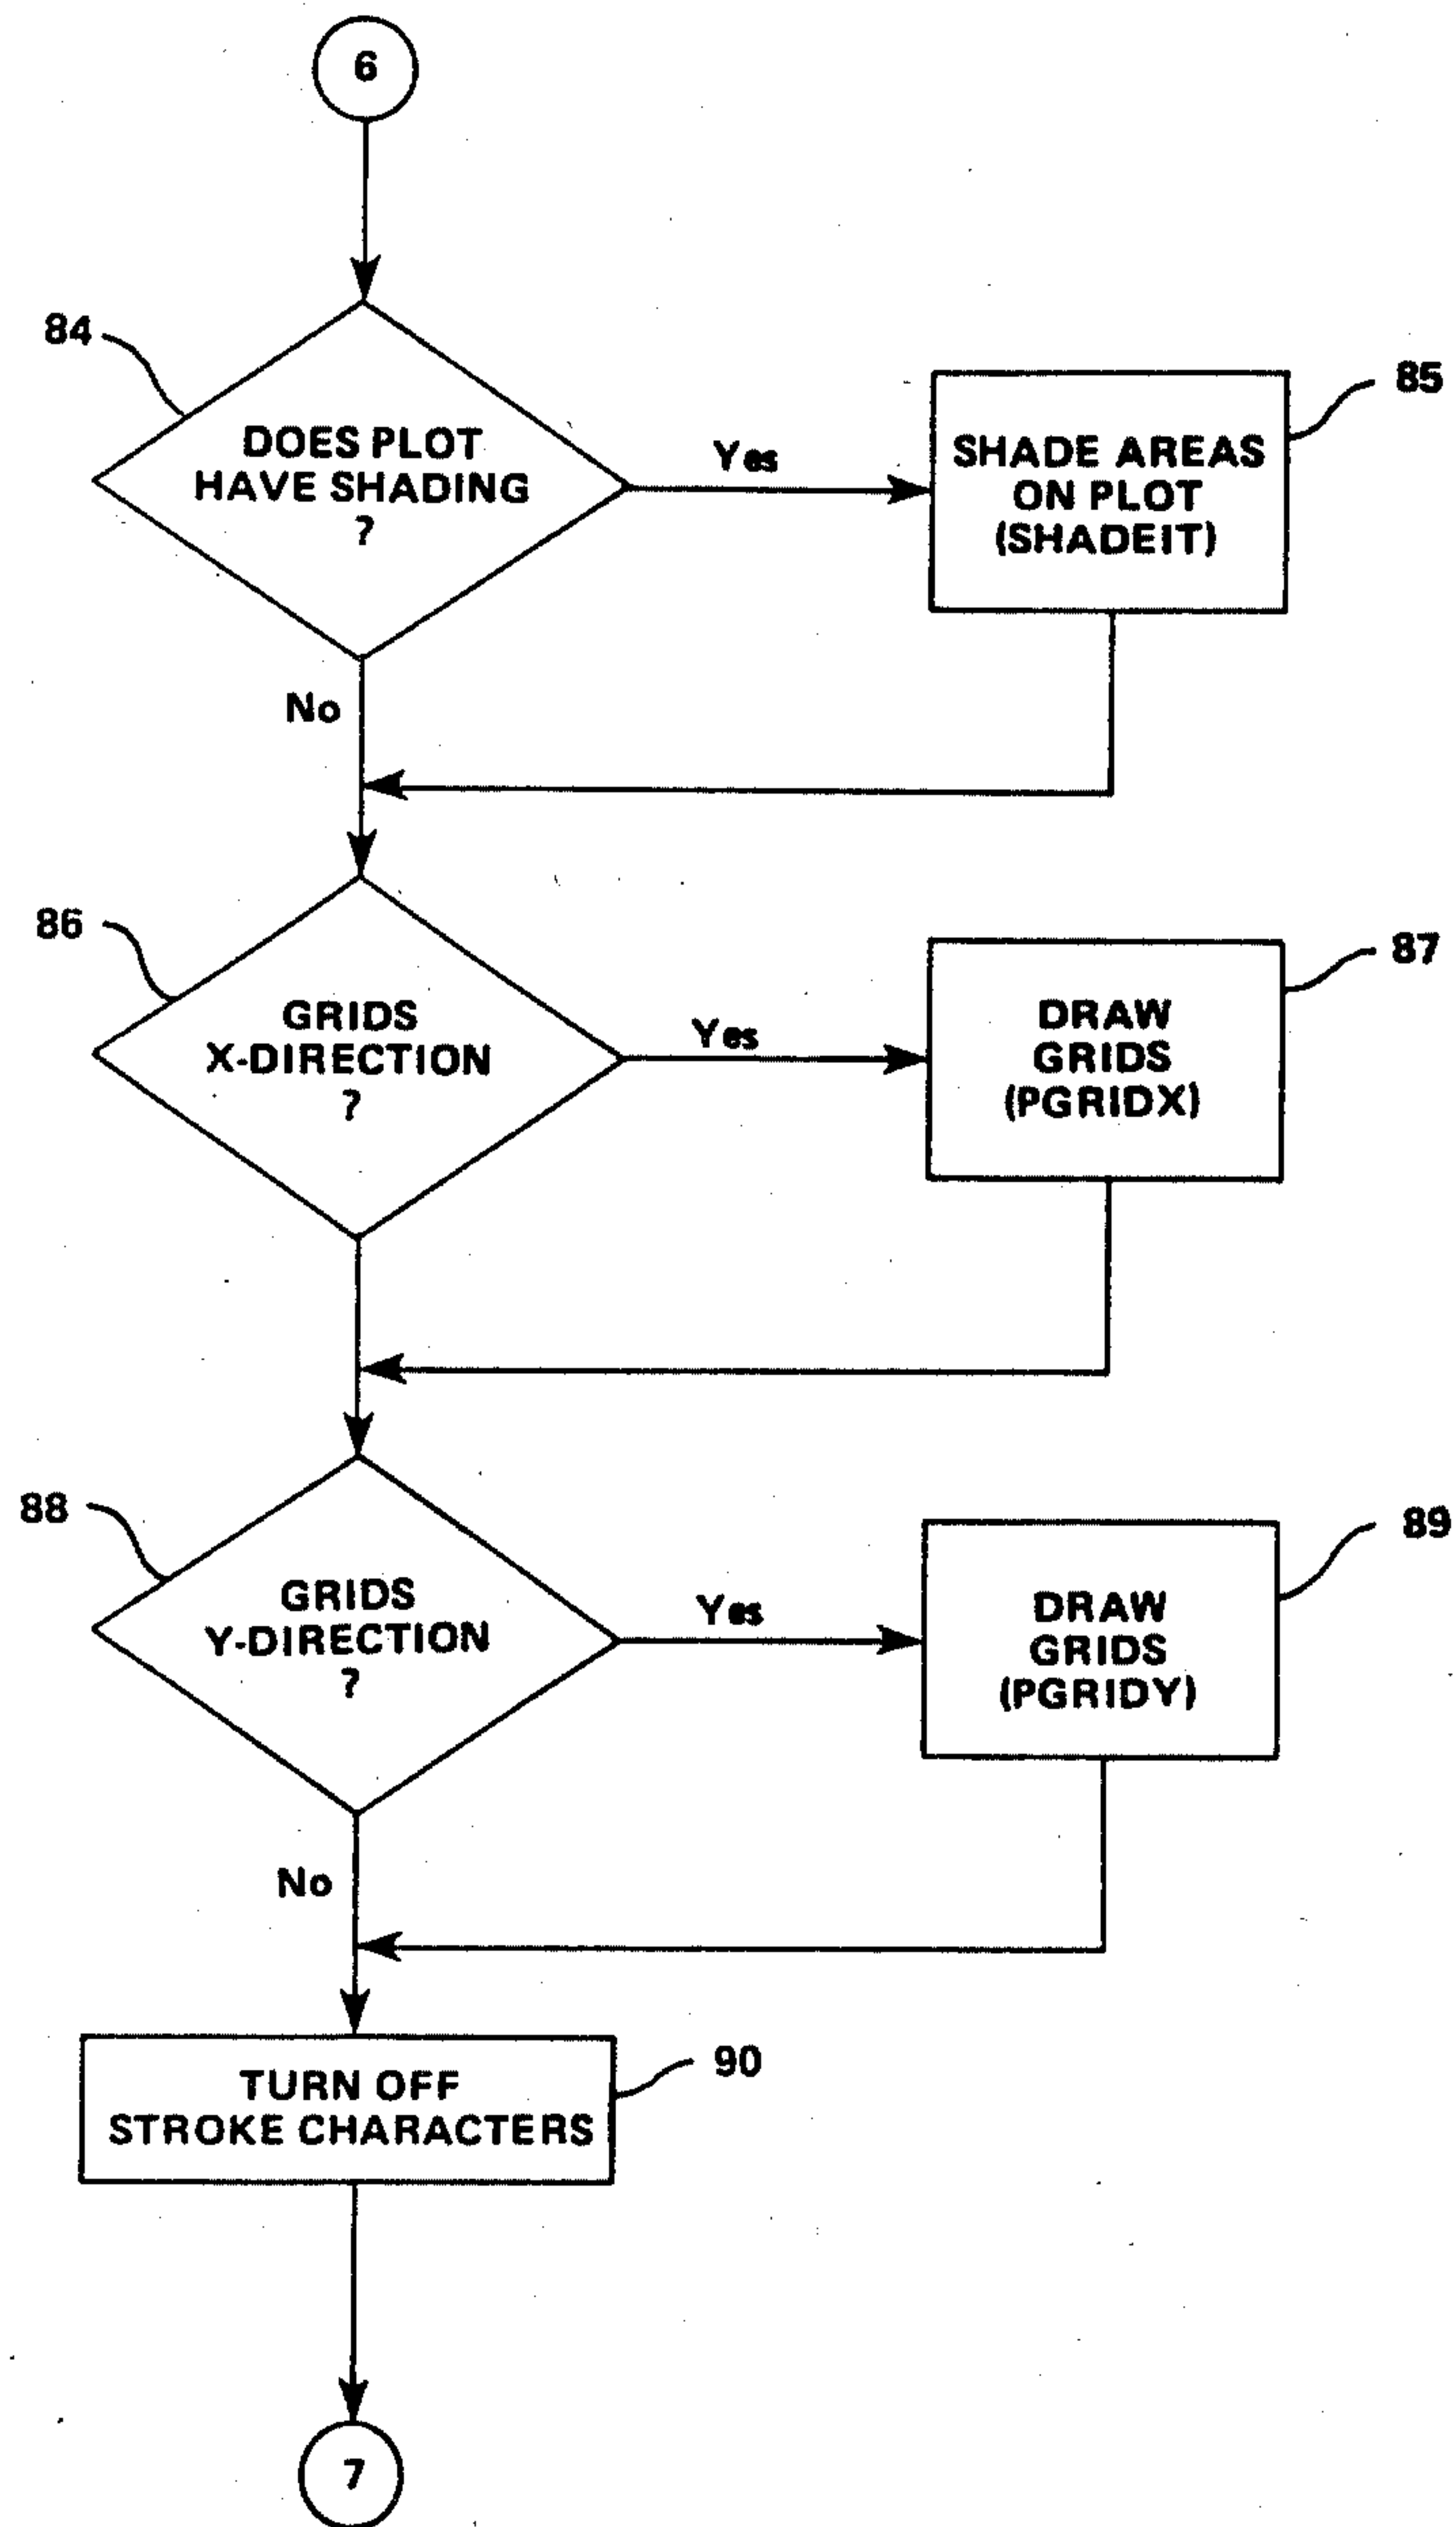 6
84
DOES PLOT
HAVE SHADING
?
Yes
85
SHADE AREAS
ON PLOT
(SHADEIT)
No
86
GRIDS
X-DIRECTION
?
Yes
87
DRAW
GRIDS
(PGRIDX)
88
GRIDS
Y-DIRECTION
?
Yes
89
DRAW
GRIDS
(PGRIDY)
No
TURN OFF
STROKE CHARACTERS
90
7